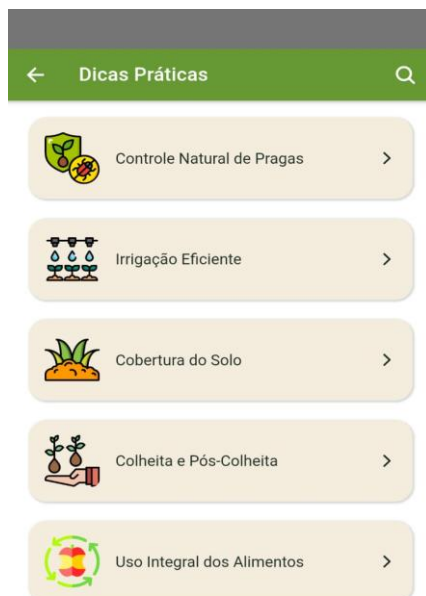 Dicas Práticas
Controle Natural de Pragas
Irrigação Eficiente
Cobertura do Solo
Colheita e Pós-Colheita
Uso Integral dos Alimentos